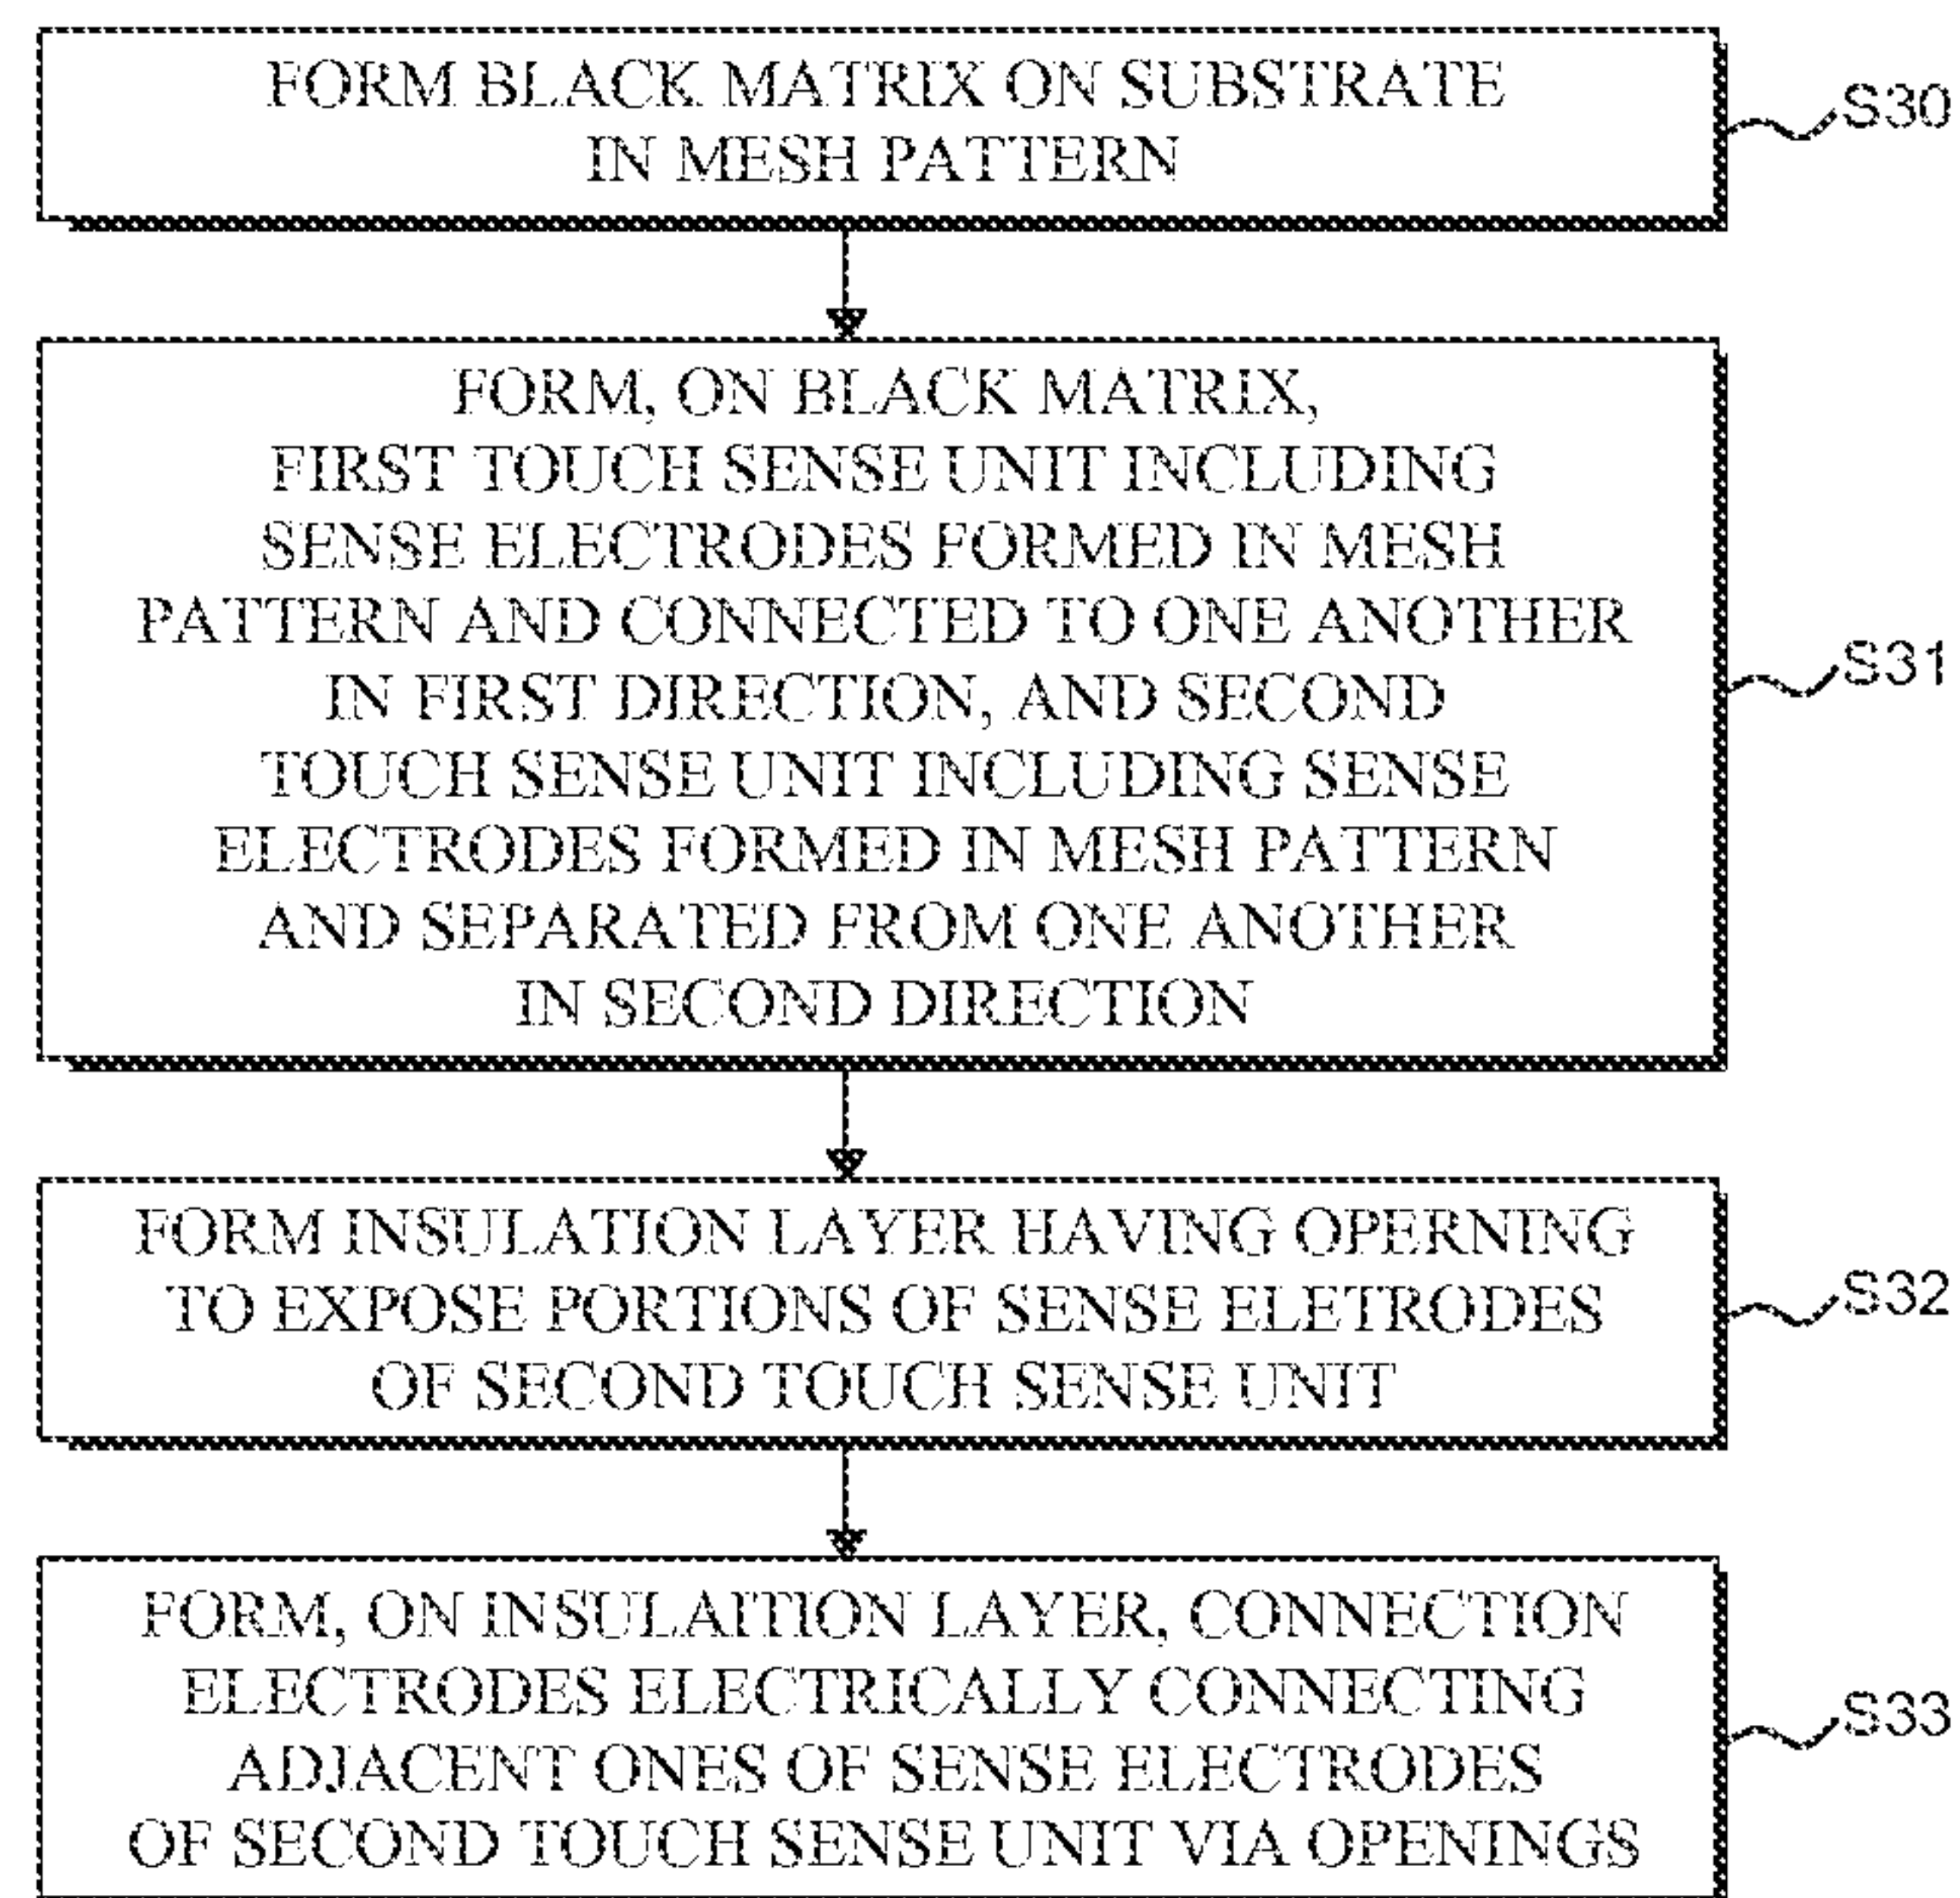 FORM BLACK MATRIX ON SUBSTRATE
IN MESH PATTERN
S30
FORM, ON BLACK MATRIX,
FIRST TOUCH SENSE UNIT INCLUDING
SENSE ELECTRODES FORMED IN MESH
PATTERN AND CONNECTED TO ONE ANOTHER
IN FIRST DIRECTION, AND SECOND
TOUCH SENSE UNIT INCLUDING SENSE
ELECTRODES FORMED IN MESH PATTERN
AND SEPARATED FROM ONE ANOTHER
IN SECOND DIRECTION
S31
FORM INSULATION LAYER HAVING OPERNING
TO EXPOSE PORTIONS OF SENSE ELETRODES
OF SECOND TOUCH SENSE UNIT
S32
FORM, ON INSULAITION LAYER, CONNECTION
ELECTRODES ELECTRICALLY CONNECTING
ADJACENT ONES OF SENSE ELECTRODES
OF SECOND TOUCH SENSE UNIT VIA OPENINGS
S33